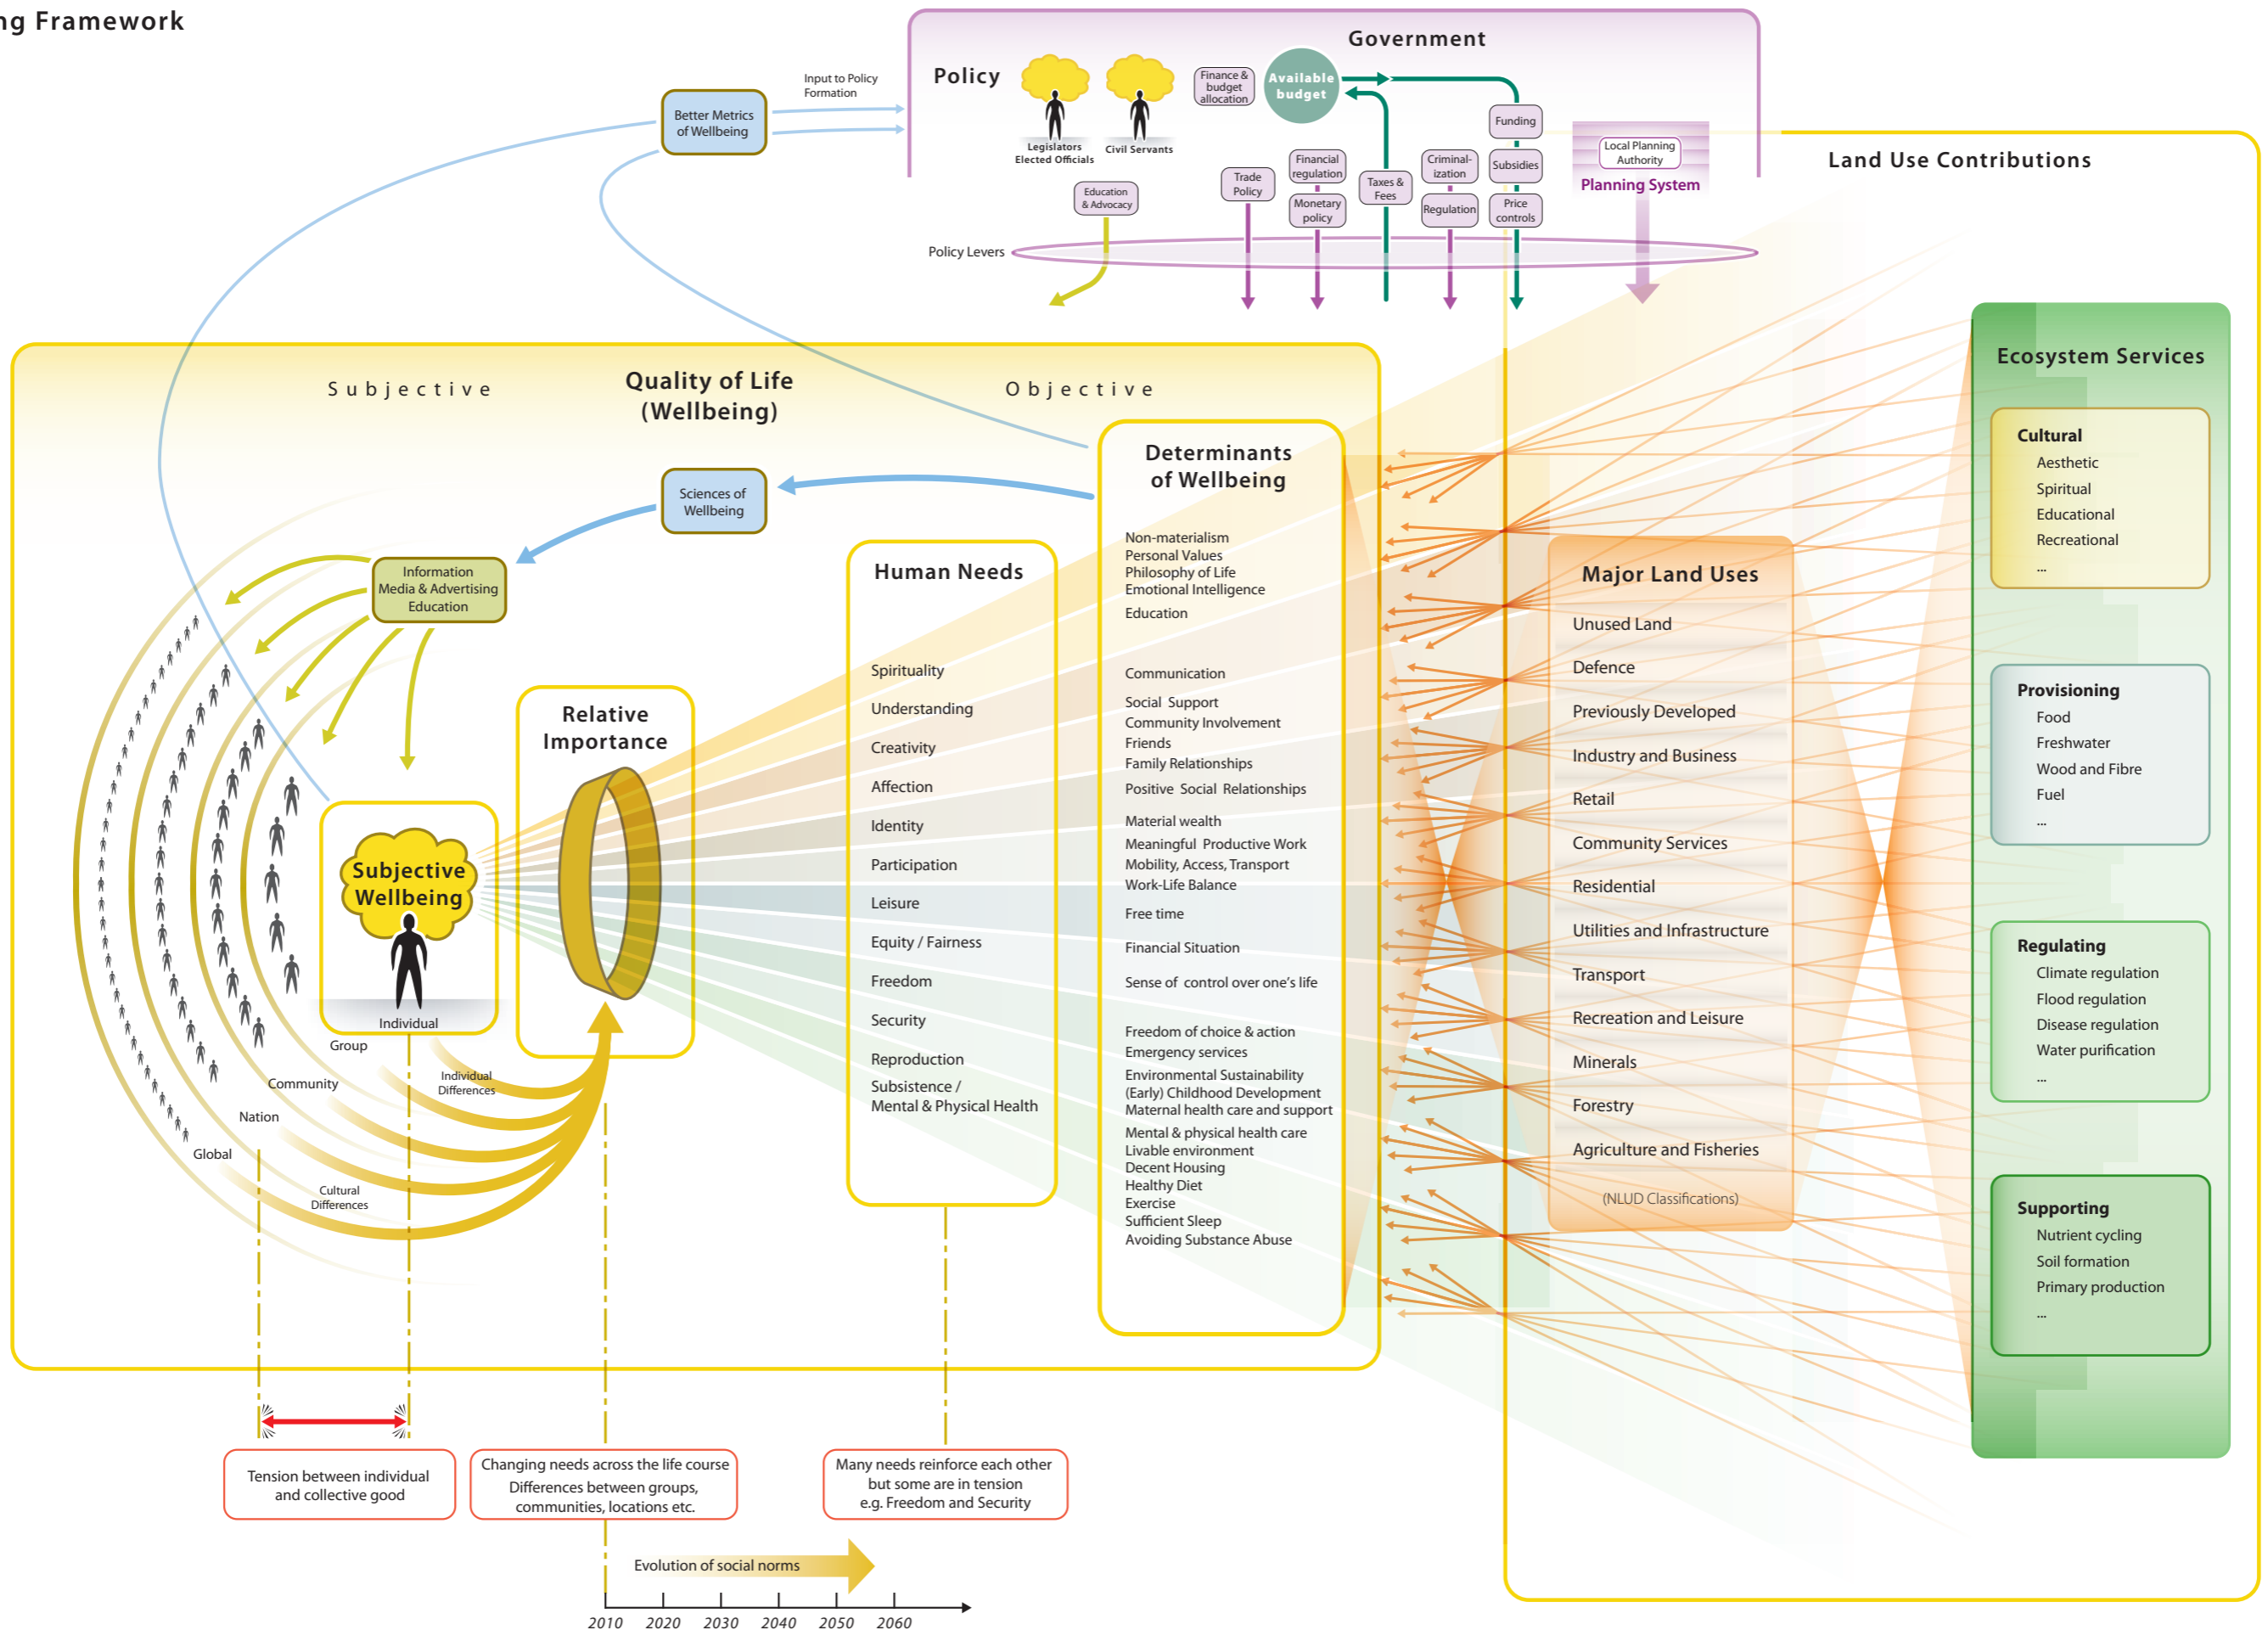 ng Framework
Government
Policy
Legislators
Elected Officials
Civil Servants
Finance &
budget
allocation
Available
budget
Input to Policy
Formation
Better Metrics
of Wellbeing
Education
& Advocacy
Trade
Policy
Financial
regulation
Monetary
policy
Taxes &
Fees
Criminal-
ization
Regulation
Funding
Subsidies
Price
controls
Local Planning
Authority
Planning System
Policy Levers
Land Use Contributions
Subjective
Quality of Life
(Wellbeing)
Objective
Sciences of
Wellbeing
Information
Media & Advertising
Education
Subjective
Wellbeing
Individual
Group
Community
Nation
Global
Individual
Differences
Cultural
Differences
Relative
Importance
Human Needs
Spirituality
Understanding
Creativity
Affection
Identity
Participation
Leisure
Equity / Fairness
Freedom
Security
Reproduction
Subsistence /
Mental & Physical Health
Determinants
of Wellbeing
Non-materialism
Personal Values
Philosophy of Life
Emotional Intelligence
Education
Communication
Social Support
Community Involvement
Friends
Family Relationships
Positive Social Relationships
Material wealth
Meaningful Productive Work
Mobility, Access, Transport
Work-Life Balance
Free time
Financial Situation
Sense of control over one's life
Freedom of choice & action
Emergency services
Environmental Sustainability
(Early) Childhood Development
Maternal health care and support
Mental & physical health care
Livable environment
Decent Housing
Healthy Diet
Exercise
Sufficient Sleep
Avoiding Substance Abuse
Major Land Uses
Unused Land
Defence
Previously Developed
Industry and Business
Retail
Community Services
Residential
Utilities and Infrastructure
Transport
Recreation and Leisure
Minerals
Forestry
Agriculture and Fisheries
(NLUD Classifications)
Ecosystem Services
Cultural
Aesthetic
Spiritual
Educational
Recreational
...
Provisioning
Food
Freshwater
Wood and Fibre
Fuel
...
Regulating
Climate regulation
Flood regulation
Disease regulation
Water purification
...
Supporting
Nutrient cycling
Soil formation
Primary production
...
Tension between individual
and collective good
Changing needs across the life course
Differences between groups,
communities, locations etc.
Many needs reinforce each other
but some are in tension
e.g. Freedom and Security
Evolution of social norms
2010 2020 2030 2040 2050 2060